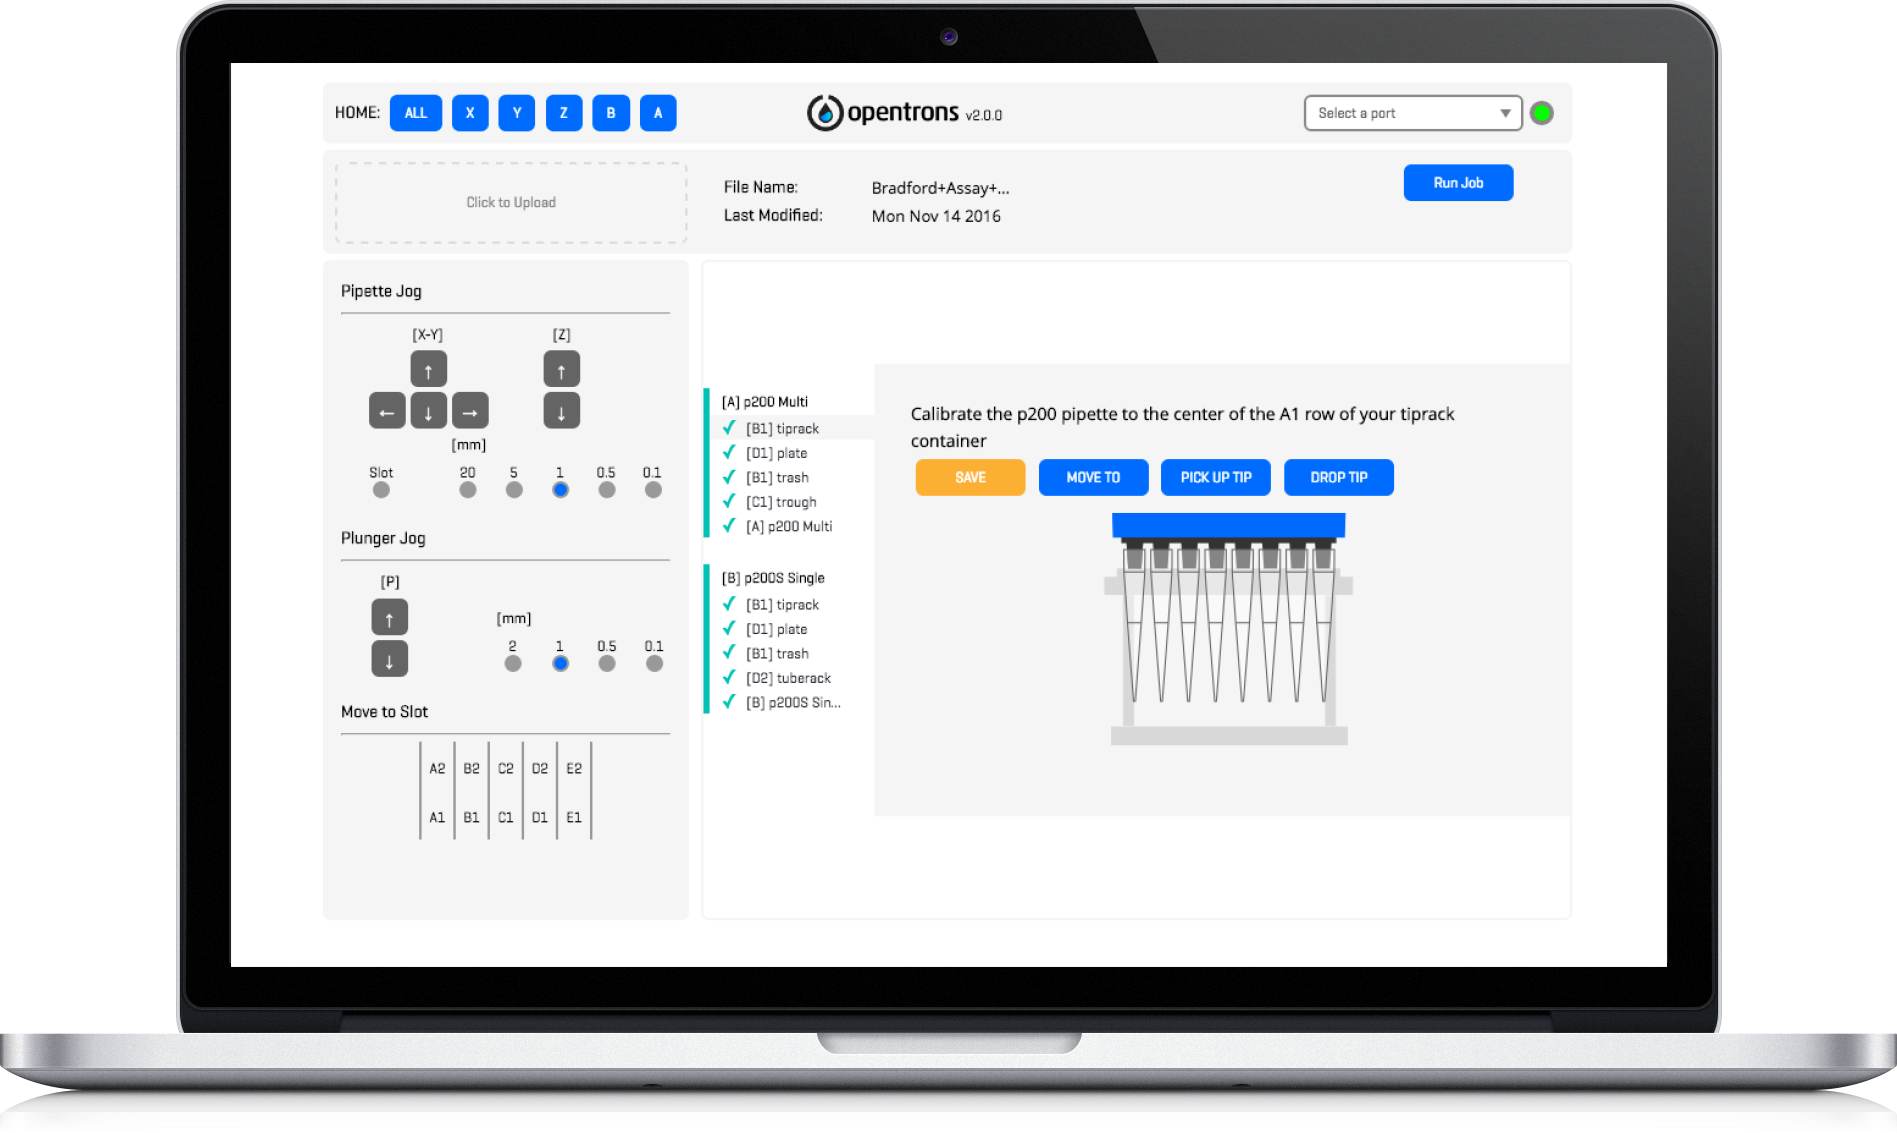 HOME: ALL X Y Z B A
opentrons v2.0.0
Select a port
Click to Upload
File Name: Bradford+Assay+...
Last Modified: Mon Nov 14 2016
Run Job
Pipette Jog
[X-Y] [Z]
↑ ↑
← ↓ → ↓
[mm]
Slot 20 5 1 0.5 0.1
Plunger Jog
[P]
↑
[mm]
2 1 0.5 0.1
↓
Move to Slot
A2 B2 C2 D2 E2
A1 B1 C1 D1 E1
[A] p200 Multi
✓ [B1] tiprack
✓ [D1] plate
✓ [B1] trash
✓ [C1] trough
✓ [A] p200 Multi
[B] p200S Single
✓ [B1] tiprack
✓ [D1] plate
✓ [B1] trash
✓ [D2] tuberack
✓ [B] p200S Sin...
Calibrate the p200 pipette to the center of the A1 row of your tiprack
container
SAVE MOVE TO PICK UP TIP DROP TIP